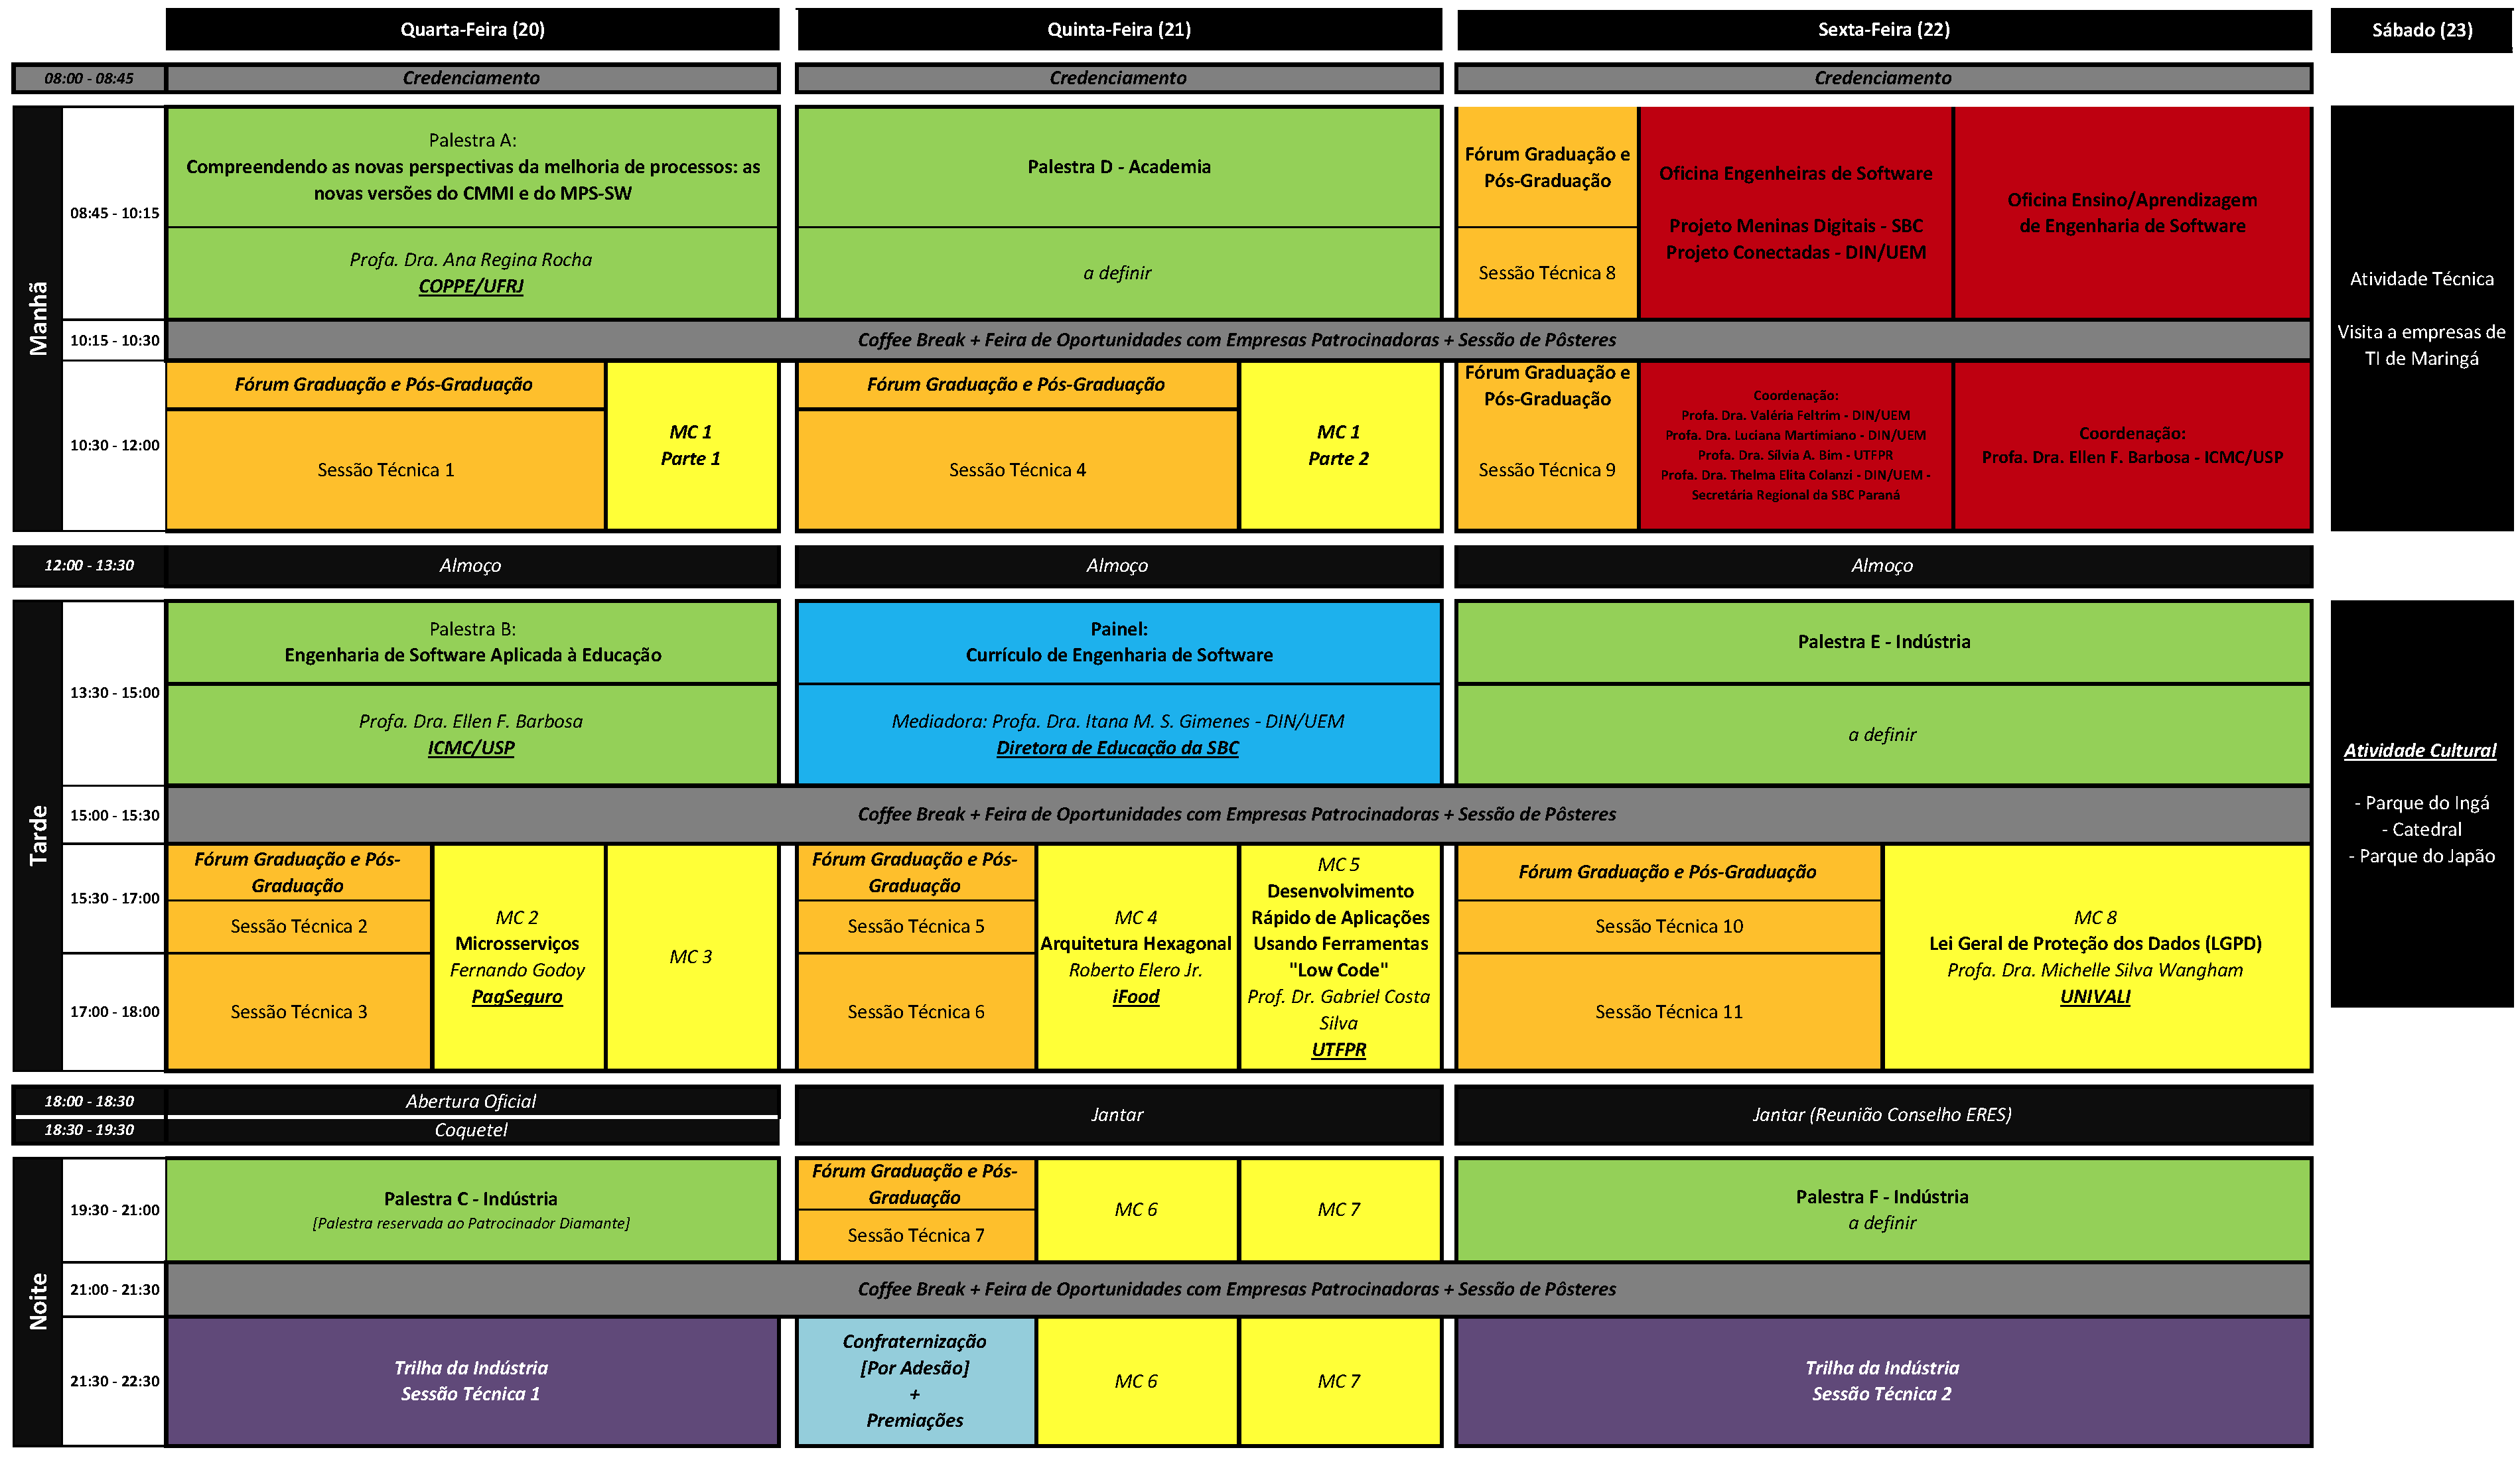 Quarta-Feira (20)
Quinta-Feira (21)
Sexta-Feira (22)
Sábado (23)
08:00 - 08:45
Credenciamento
Credenciamento
Credenciamento
Manhã
08:45 - 10:15
Palestra A:
Compreendendo as novas perspectivas da melhoria de processos: as
novas versões do CMMI e do MPS-SW
Profa. Dra. Ana Regina Rocha
COPPE/UFRJ
Palestra D - Academia
a definir
Fórum Graduação e
Pós-Graduação
Sessão Técnica 8
Oficina Engenheiras de Software
Projeto Meninas Digitais - SBC
Projeto Conectadas - DIN/UEM
Oficina Ensino/Aprendizagem
de Engenharia de Software
Atividade Técnica
Visita a empresas de
TI de Maringá
10:15 - 10:30
Coffee Break + Feira de Oportunidades com Empresas Patrocinadoras + Sessão de Pôsteres
10:30 - 12:00
Fórum Graduação e Pós-Graduação
Sessão Técnica 1
MC 1
Parte 1
Fórum Graduação e Pós-Graduação
Sessão Técnica 4
MC 1
Parte 2
Fórum Graduação e
Pós-Graduação
Sessão Técnica 9
Coordenação:
Profa. Dra. Valéria Feltrim - DIN/UEM
Profa. Dra. Luciana Martimiano - DIN/UEM
Profa. Dra. Sílvia A. Bim - UTFPR
Profa. Dra. Thelma Elita Colanzi - DIN/UEM -
Secretária Regional da SBC Paraná
Coordenação:
Profa. Dra. Ellen F. Barbosa - ICMC/USP
12:00 - 13:30
Almoço
Almoço
Almoço
Tarde
13:30 - 15:00
Palestra B:
Engenharia de Software Aplicada à Educação
Profa. Dra. Ellen F. Barbosa
ICMC/USP
Painel:
Currículo de Engenharia de Software
Mediadora: Profa. Dra. Itana M. S. Gimenes - DIN/UEM
Diretora de Educação da SBC
Palestra E - Indústria
a definir
Atividade Cultural
- Parque do Ingá
- Catedral
- Parque do Japão
15:00 - 15:30
Coffee Break + Feira de Oportunidades com Empresas Patrocinadoras + Sessão de Pôsteres
15:30 - 17:00
17:00 - 18:00
Fórum Graduação e Pós-
Graduação
Sessão Técnica 2
Sessão Técnica 3
MC 2
Microsserviços
Fernando Godoy
PagSeguro
MC 3
Fórum Graduação e Pós-
Graduação
Sessão Técnica 5
Sessão Técnica 6
MC 4
Arquitetura Hexagonal
Roberto Elero Jr.
iFood
MC 5
Desenvolvimento
Rápido de Aplicações
Usando Ferramentas
"Low Code"
Prof. Dr. Gabriel Costa
Silva
UTFPR
Fórum Graduação e Pós-Graduação
Sessão Técnica 10
Sessão Técnica 11
MC 8
Lei Geral de Proteção dos Dados (LGPD)
Profa. Dra. Michelle Silva Wangham
UNIVALI
18:00 - 18:30
Abertura Oficial
18:30 - 19:30
Coquetel
Jantar
Jantar (Reunião Conselho ERES)
Noite
19:30 - 21:00
Palestra C - Indústria
[Palestra reservada ao Patrocinador Diamante]
Fórum Graduação e Pós-
Graduação
Sessão Técnica 7
MC 6
MC 7
Palestra F - Indústria
a definir
21:00 - 21:30
Coffee Break + Feira de Oportunidades com Empresas Patrocinadoras + Sessão de Pôsteres
21:30 - 22:30
Trilha da Indústria
Sessão Técnica 1
Confraternização
[Por Adesão]
+
Premiações
MC 6
MC 7
Trilha da Indústria
Sessão Técnica 2